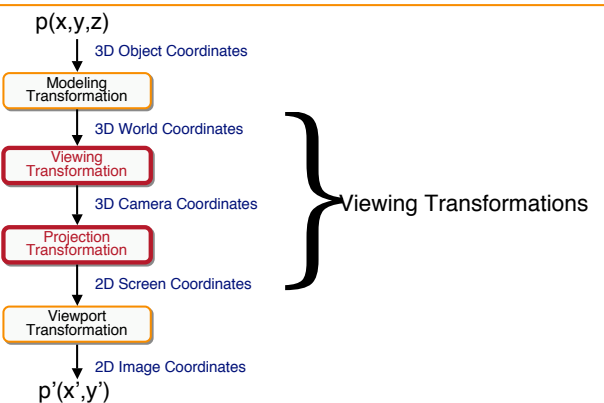 p(x,y,z)
3D Object Coordinates
Modeling
Transformation
3D World Coordinates
Viewing
Transformation
3D Camera Coordinates
Viewing Transformations
Projection
Transformation
2D Screen Coordinates
Viewport
Transformation
2D Image Coordinates
p’(x’,y’)